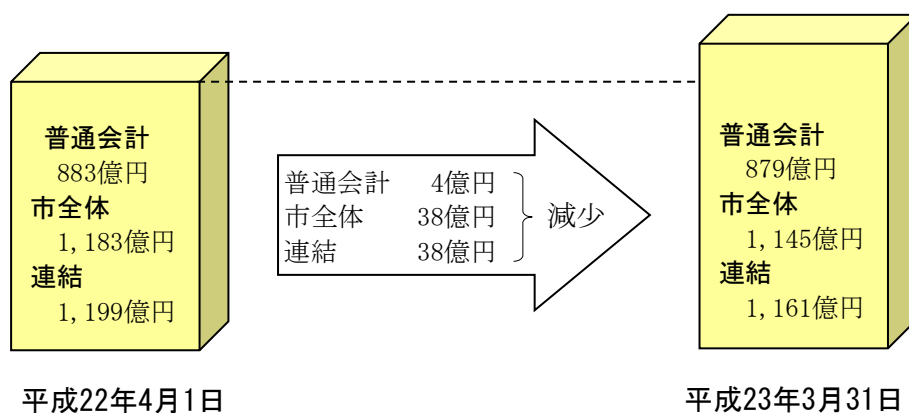 普通会計
883億円
市全体
1,183億円
連結
1,199億円
平成22年4月1日
普通会計 4億円
市全体 38億円
連結 38億円
減少
普通会計
879億円
市全体
1,145億円
連結
1,161億円
平成23年3月31日